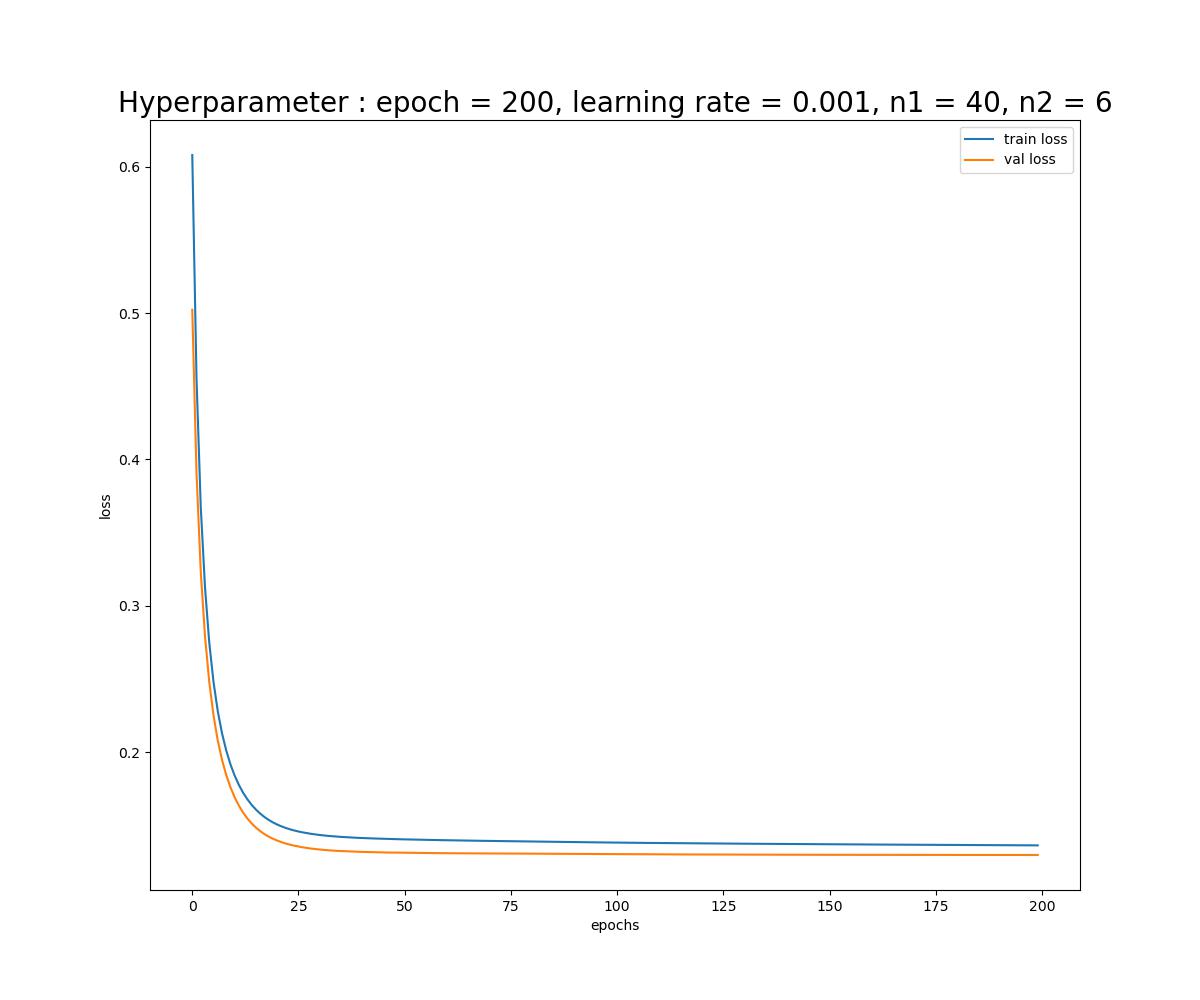 Hyperparameter : epoch = 200, learning rate = 0.001, n1 = 40, n2 = 6
train loss
val loss
0.6
0.5
0.4
0.3
0.2
loss
0 25 50 75 100 125 150 175 200
epochs